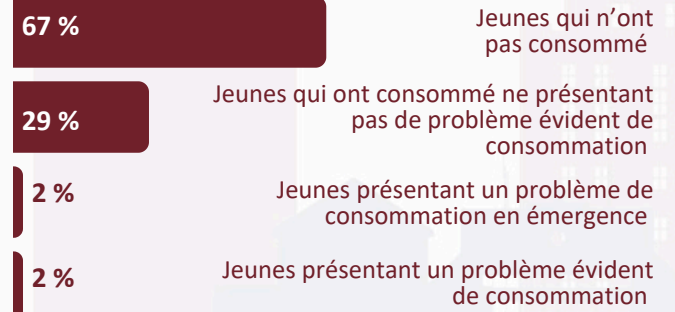 67 %
Jeunes qui n’ont
pas consommé
29 %
Jeunes qui ont consommé ne présentant
pas de problème évident de
consommation
2 %
Jeunes présentant un problème de
consommation en émergence
2 %
Jeunes présentant un problème évident
de consommation